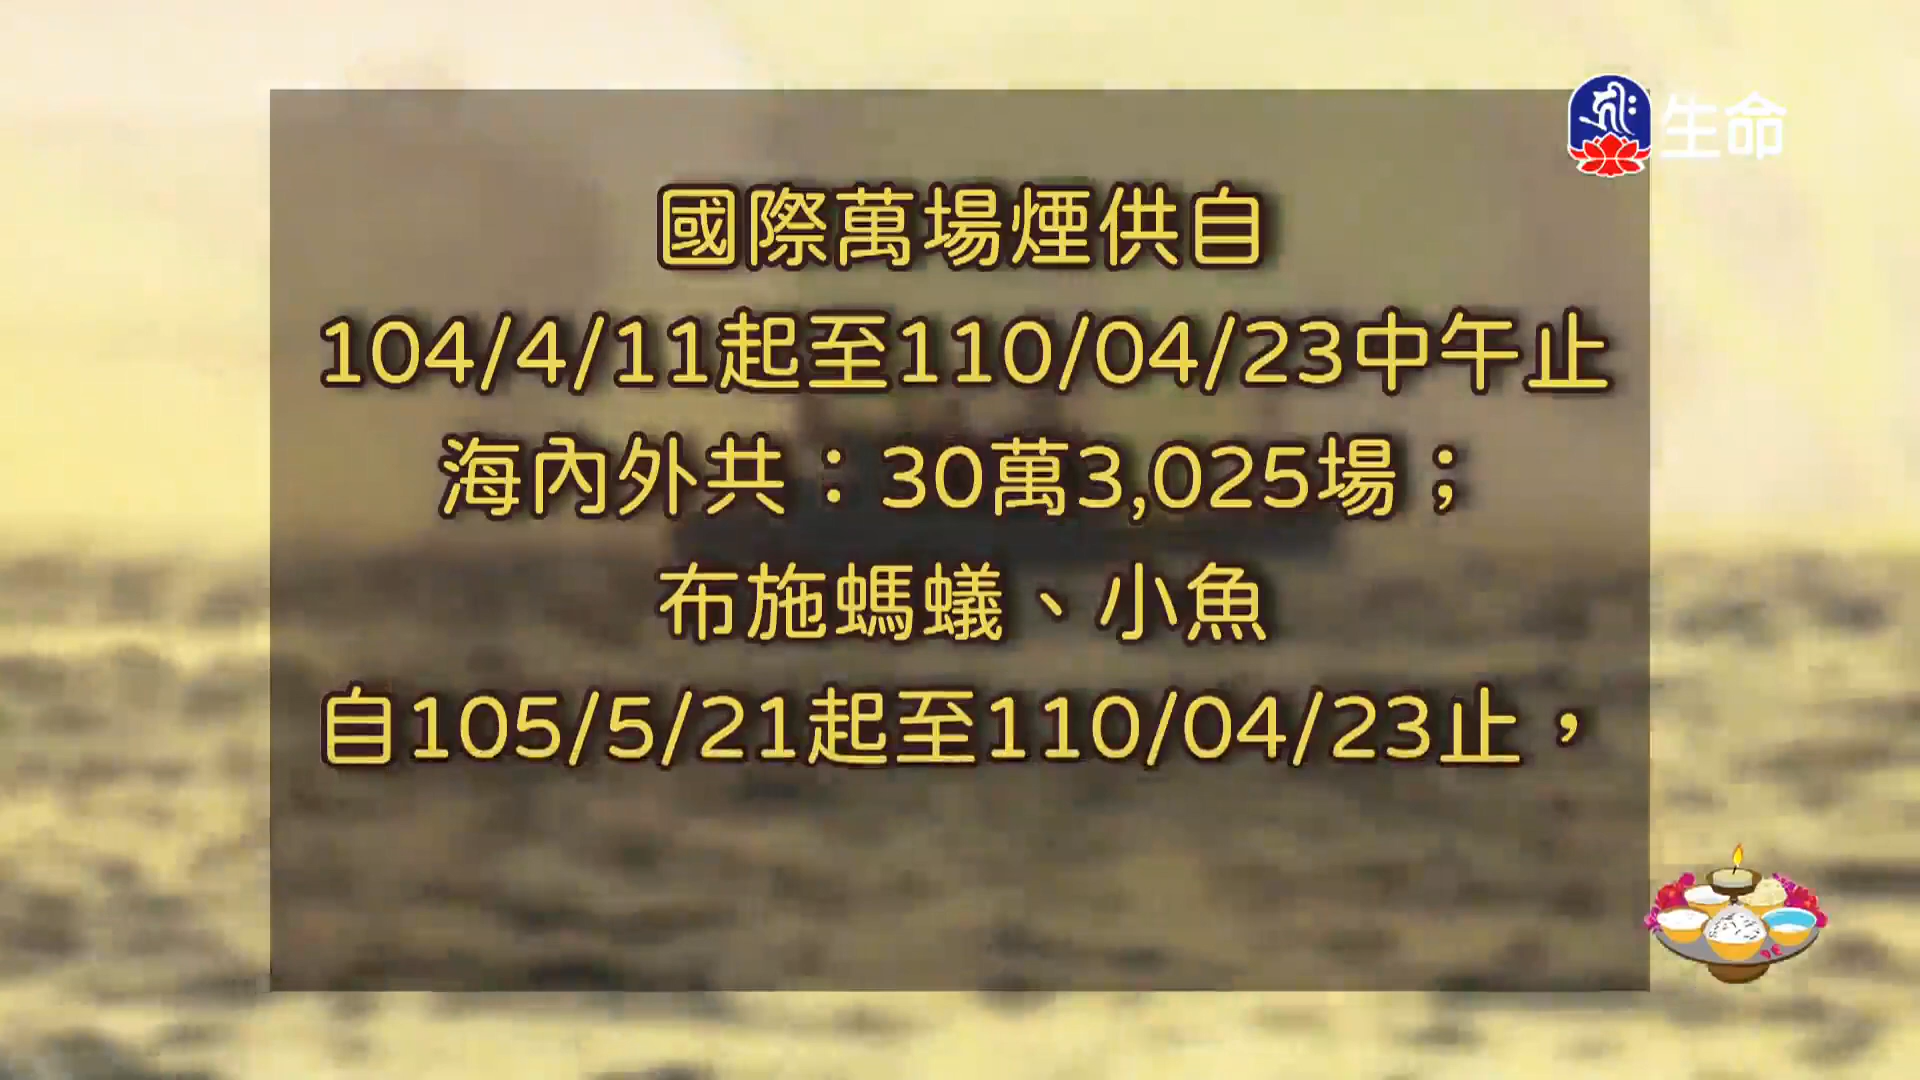 生命
國際萬場煙供自
104/4/11起至110/04/23中午止
海內外共：30萬3,025場；
布施螞蟻、小魚
自105/5/21起至110/04/23止，